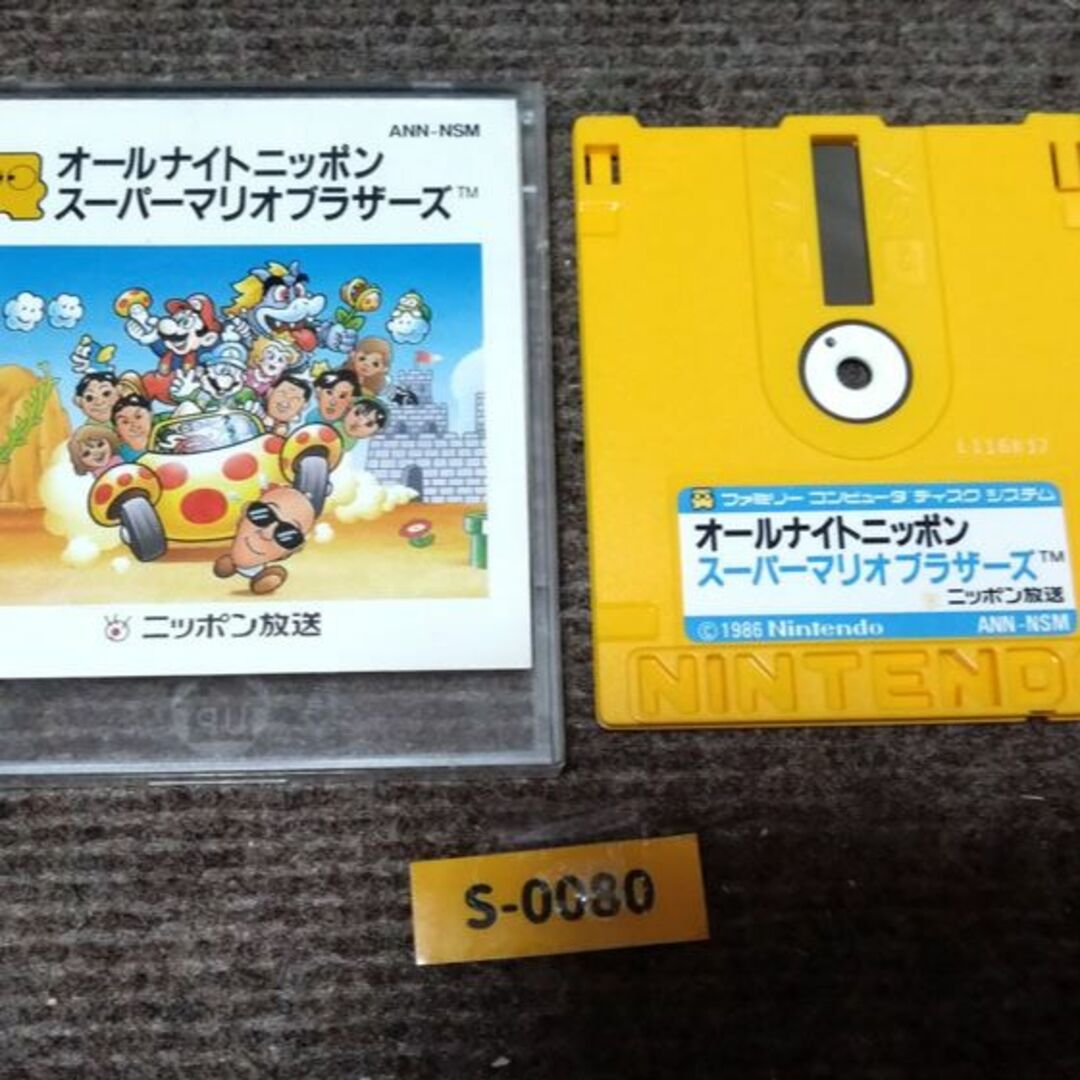 ANN-NSM
オールナイトニッポン
スーパーマリオブラザーズ™
ニッポン放送
ファミリー コンピュータ ディスク システム
オールナイトニッポン
スーパーマリオブラザーズ™
ニッポン放送
©1986 Nintendo ANN-NSM
NINTENDO
S-0080